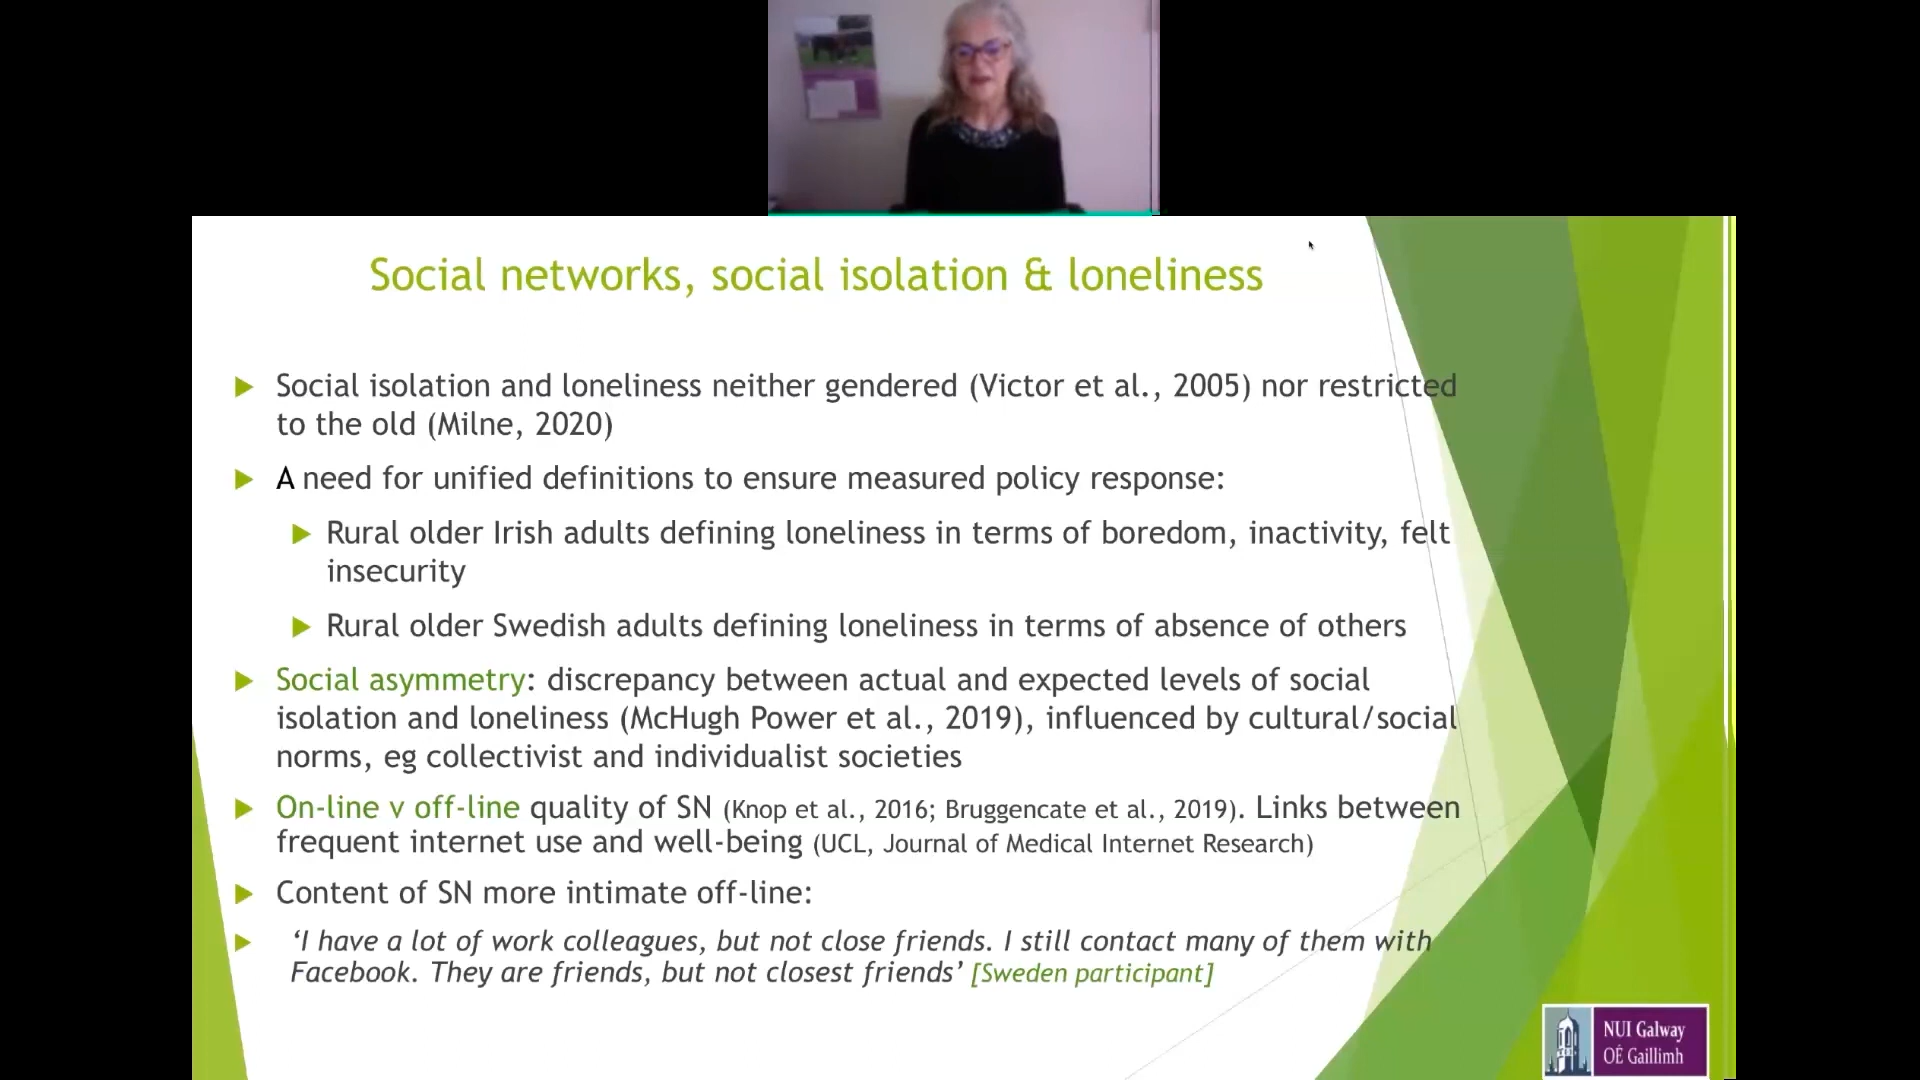 Social networks, social isolation & loneliness
Social isolation and loneliness neither gendered (Victor et al., 2005) nor restricted
to the old (Milne, 2020)
A need for unified definitions to ensure measured policy response:
Rural older Irish adults defining loneliness in terms of boredom, inactivity, felt
insecurity
Rural older Swedish adults defining loneliness in terms of absence of others
Social asymmetry: discrepancy between actual and expected levels of social
isolation and loneliness (McHugh Power et al., 2019), influenced by cultural/social
norms, eg collectivist and individualist societies
On-line v off-line quality of SN (Knop et al., 2016; Bruggencate et al., 2019). Links between
frequent internet use and well-being (UCL, Journal of Medical Internet Research)
Content of SN more intimate off-line:
‘I have a lot of work colleagues, but not close friends. I still contact many of them with
Facebook. They are friends, but not closest friends’ [Sweden participant]
NUI Galway
OÉ Gaillimh